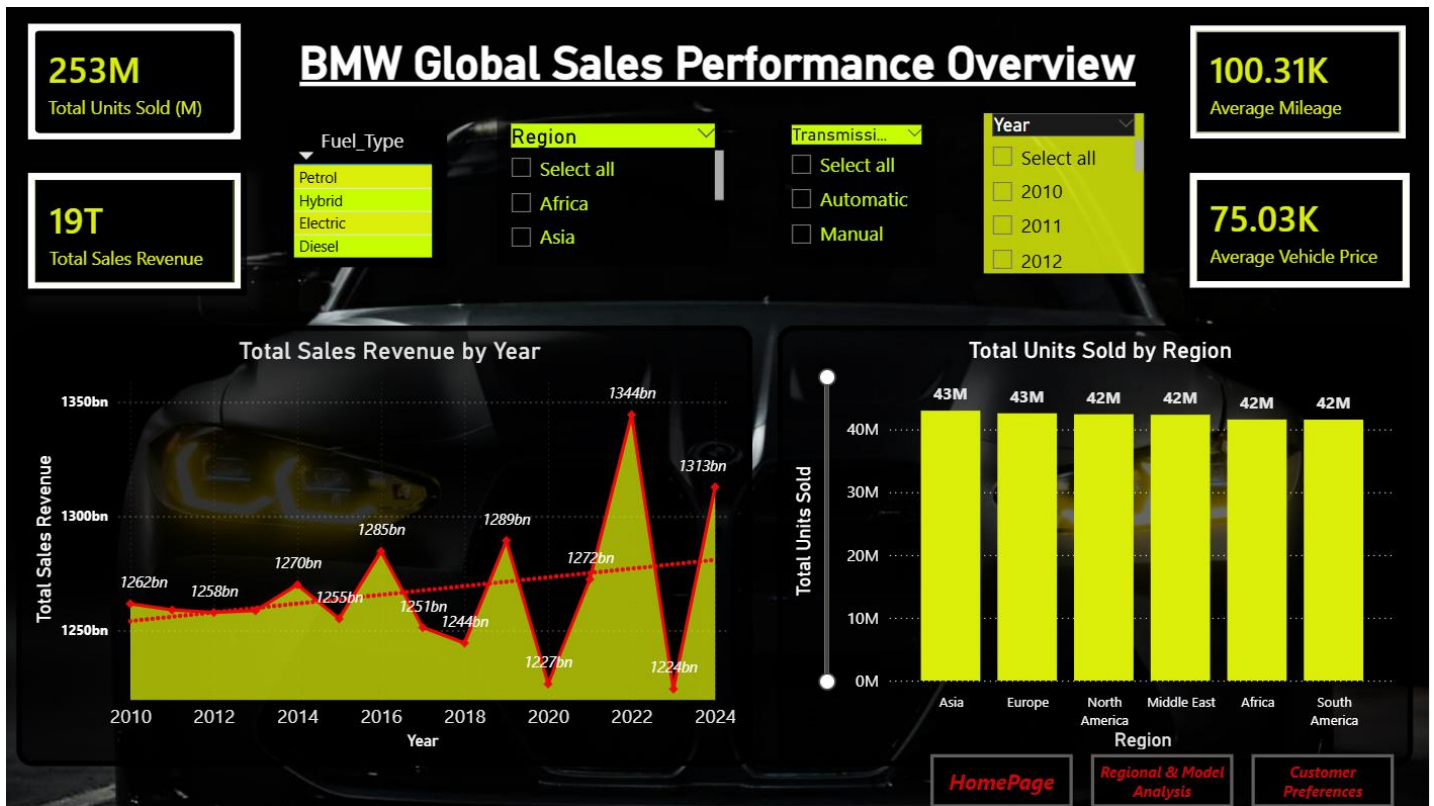 BMW Global Sales Performance Overview
253M
Total Units Sold (M)
19T
Total Sales Revenue
Fuel_Type
Petrol
Hybrid
Electric
Diesel
Region
Select all
Africa
Asia
Transmissi...
Select all
Automatic
Manual
Year
Select all
2010
2011
2012
100.31K
Average Mileage
75.03K
Average Vehicle Price
Total Sales Revenue by Year
Total Sales Revenue
1350bn
1300bn
1250bn
1262bn
1258bn
1270bn
1255bn
1285bn
1251bn
1244bn
1289bn
1227bn
1272bn
1344bn
1224bn
1313bn
2010 2012 2014 2016 2018 2020 2022 2024
Year
Total Units Sold by Region
Total Units Sold
43M 43M 42M 42M 42M 42M
40M
30M
20M
10M
0M
Asia
Europe
North
America
Middle East
Africa
South
America
Region
HomePage
Regional & Model
Analysis
Customer
Preferences